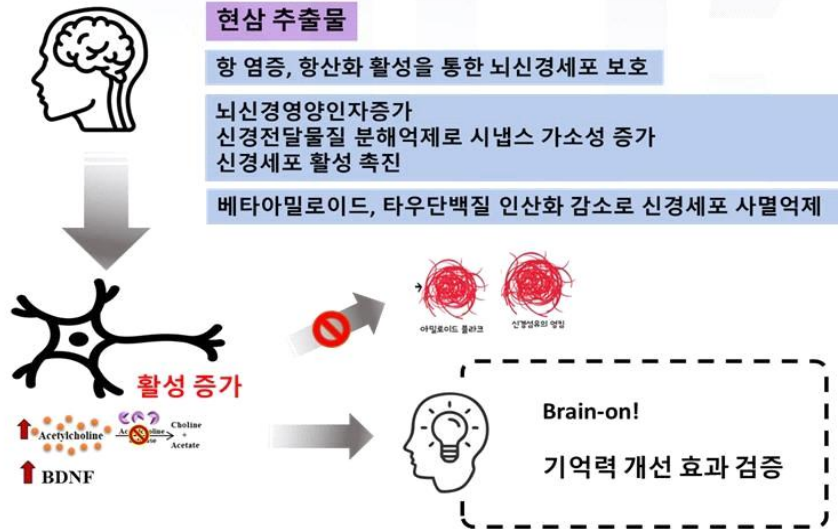 현삼 추출물
항 염증, 항산화 활성을 통한 뇌신경세포 보호
뇌신경영양인자증가
신경전달물질 분해억제로 시냅스 가소성 증가
신경세포 활성 촉진
베타아밀로이드, 타우단백질 인산화 감소로 신경세포 사멸억제
아밀로이드 플라크
신경섬유의 엉킴
활성 증가
Acetylcholine
Choline
+
Acetate
BDNF
Brain-on!
기억력 개선 효과 검증